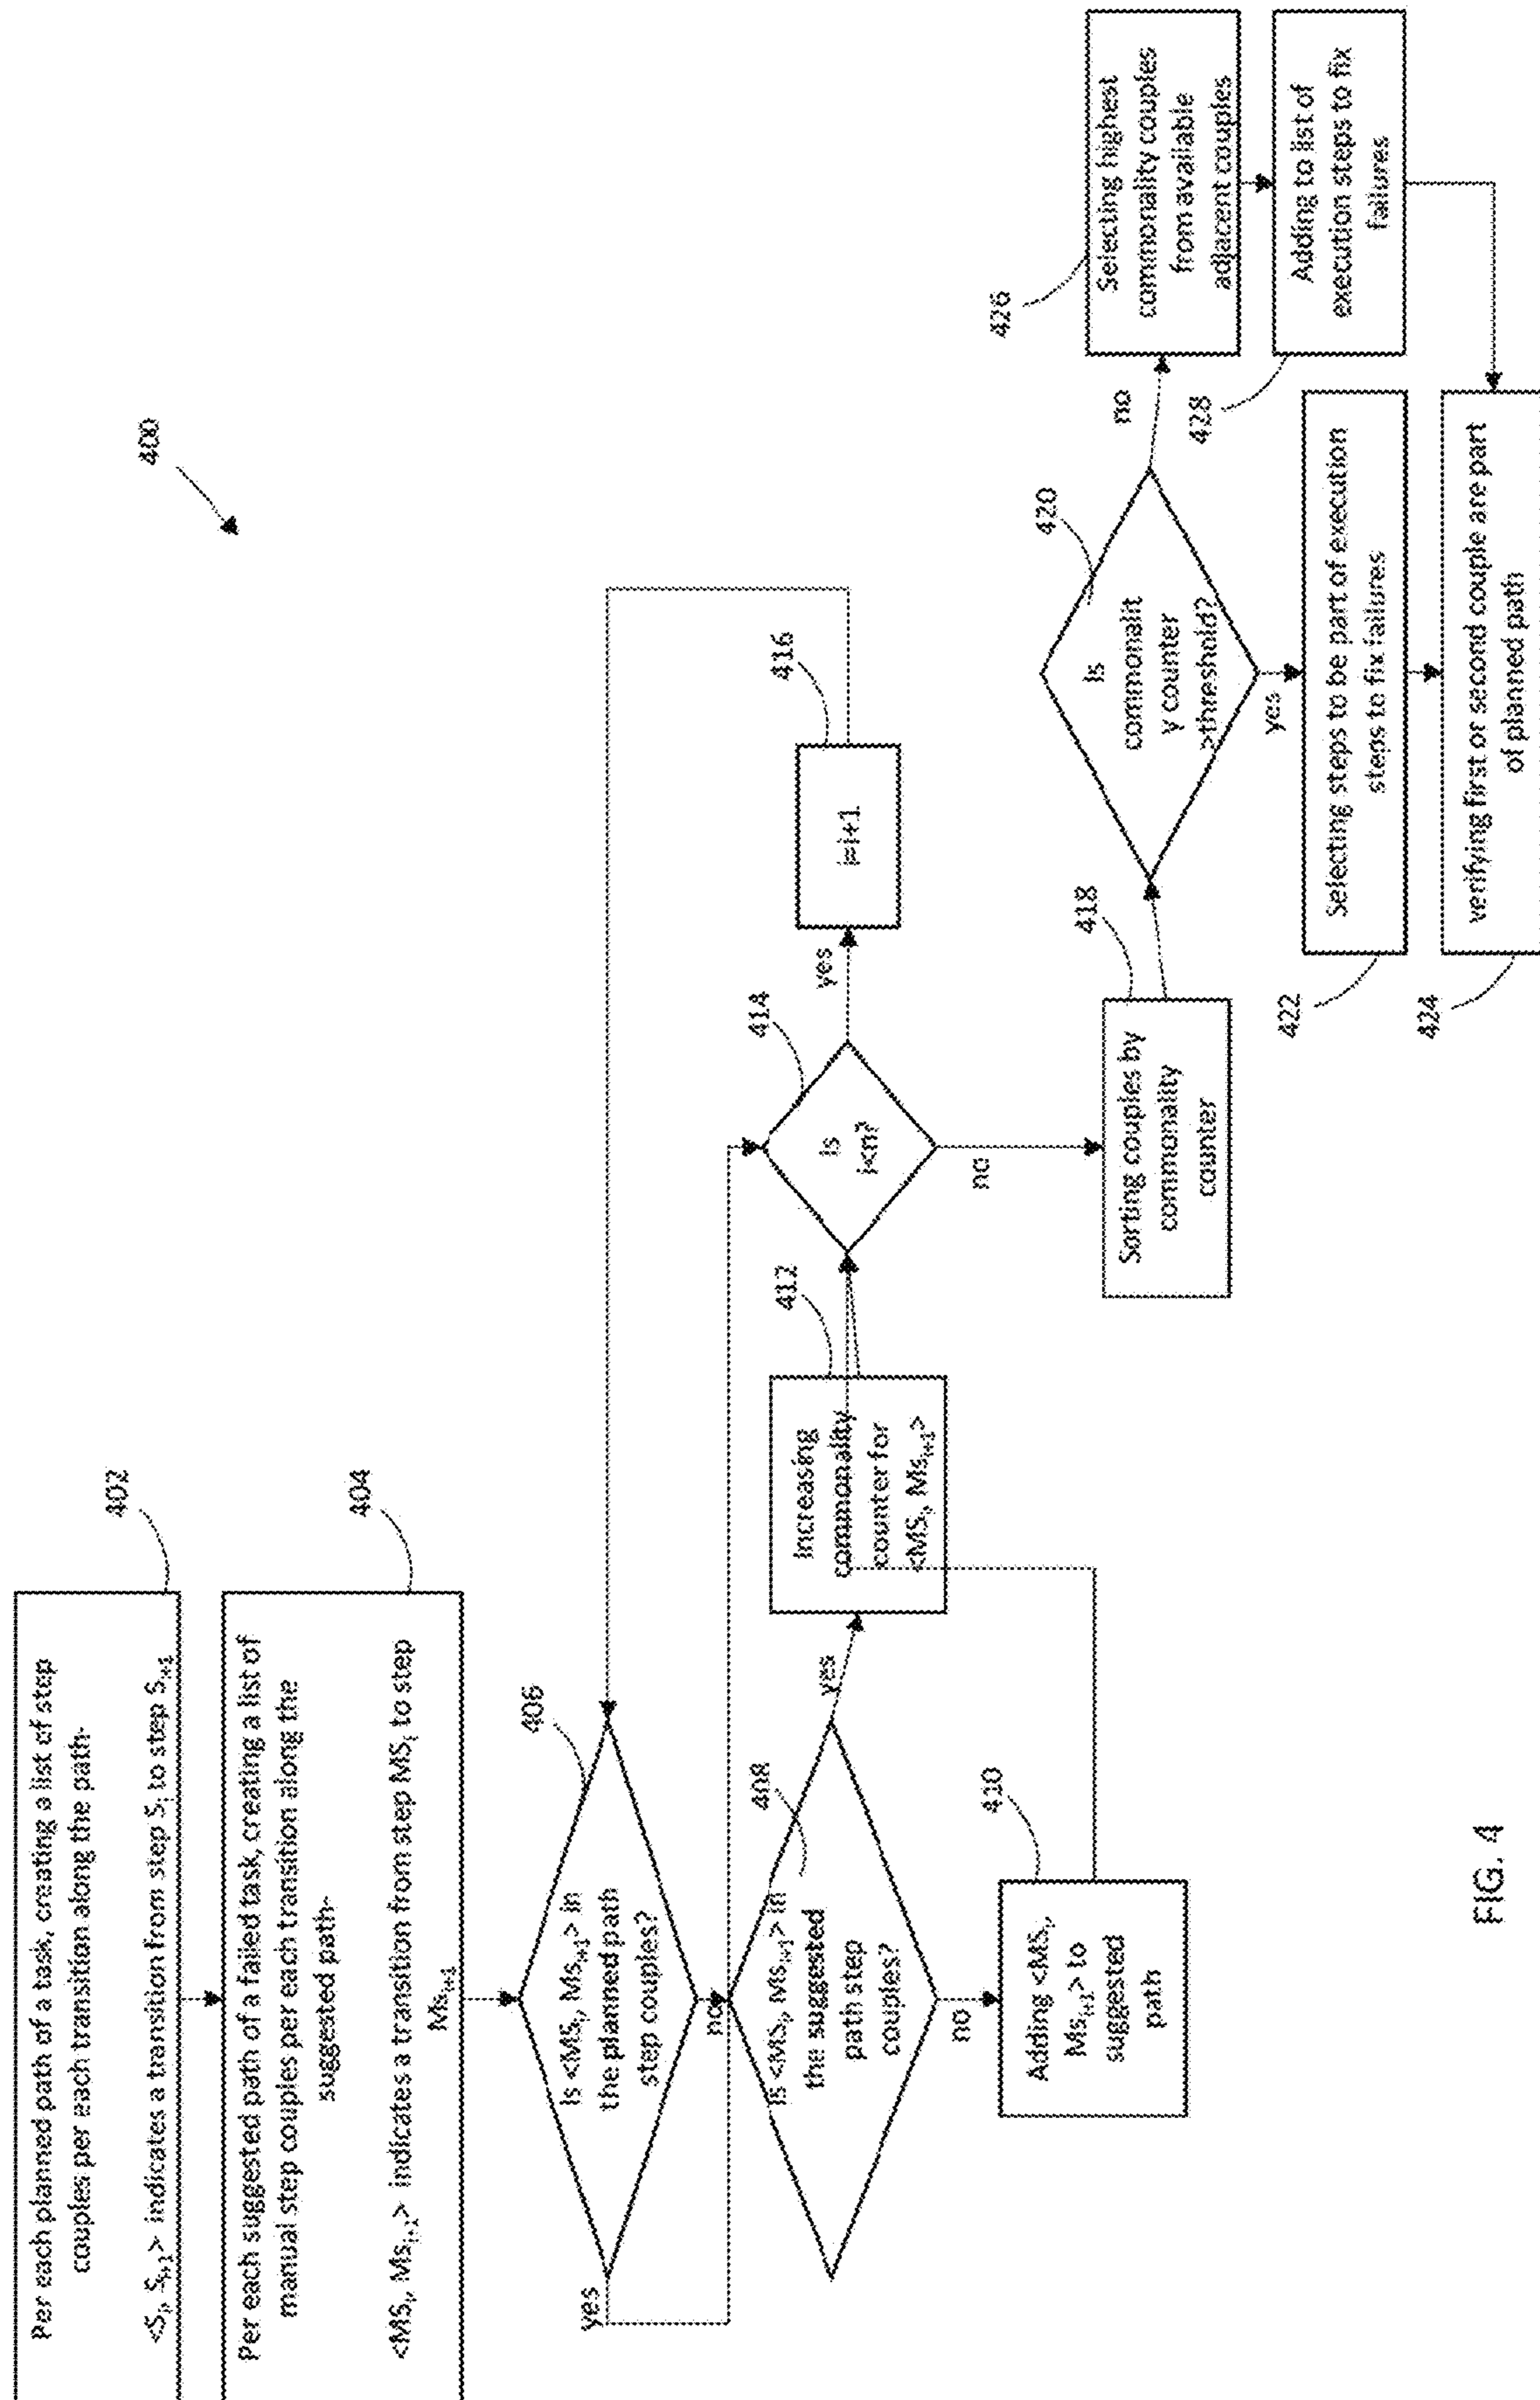 400
402
Per each planned path of a task, creating a list of step
couples per each transition along the path-
<Si, Si+1> indicates a transition from step Si to step Si+1
404
Per each suggested path of a failed task, creating a list of
manual step couples per each transition along the
suggested path-
<MSi, Msi+1> indicates a transition from step MSi to step
Msi+1
406
Is <MSi, Msi+1> in
the planned path
step couples?
yes
no
408
Is <MSi, Msi+1> in
the suggested
path step
couples?
yes
no
410
Adding <MSi,
Msi+1> to
suggested
path
412
Increasing
commonality
counter for
<MSi, Msi+1>
414
Is
i<n?
yes
no
416
i=i+1
418
Sorting couples by
commonality
counter
420
Is
commonalit
y counter
>threshold?
yes
no
422
Selecting steps to be part of execution
steps to fix failures
424
verifying first or second couple are part
of planned path
426
Selecting highest
commonality couples
from available
adjacent couples
428
Adding to list of
execution steps to fix
failures
FIG. 4